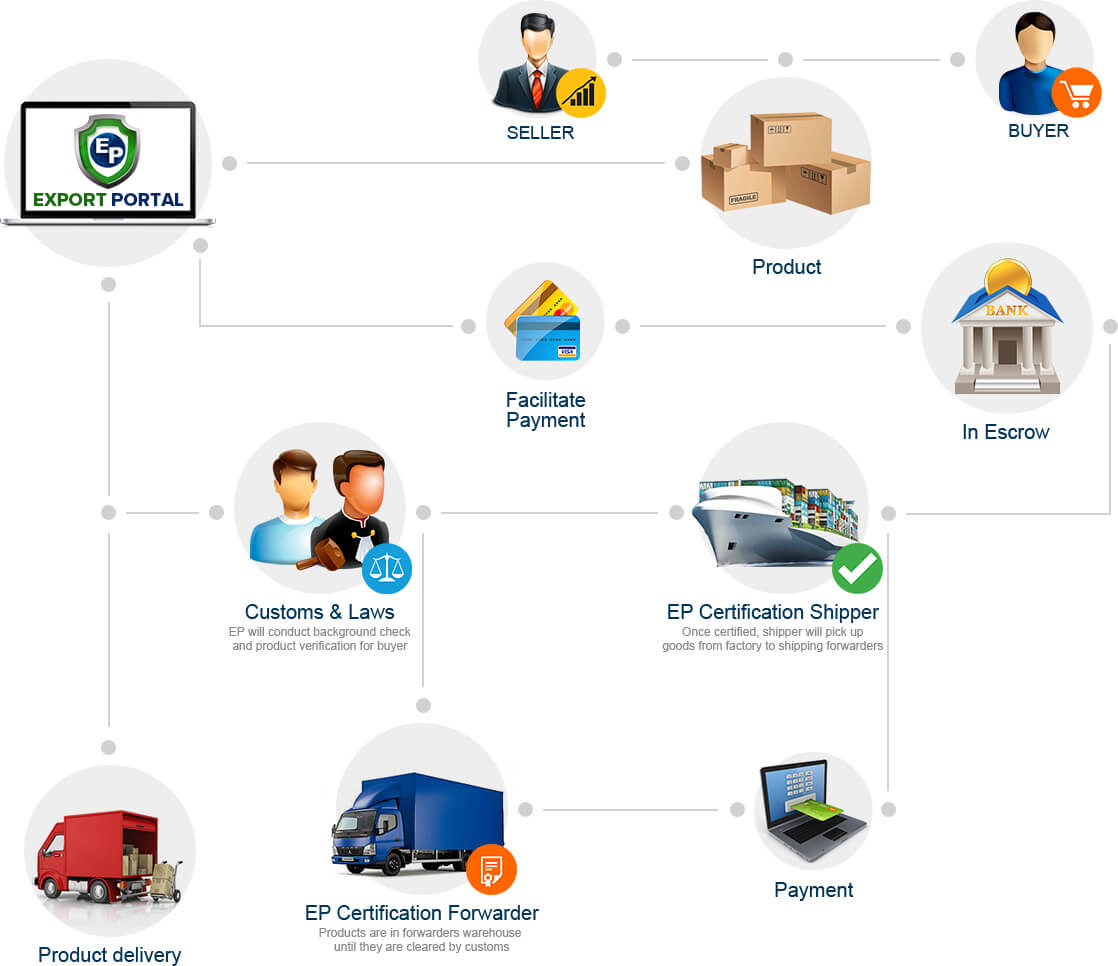 SELLER
BUYER
EP
EXPORT PORTAL
FRAGILE
Product
BANK
VISA
Facilitate
Payment
In Escrow
Customs & Laws
EP will conduct background check
and product verification for buyer
EP Certification Shipper
Once certified, shipper will pick up
goods from factory to shipping forwarders
Payment
EP Certification Forwarder
Products are in forwarders warehouse
until they are cleared by customs
Product delivery